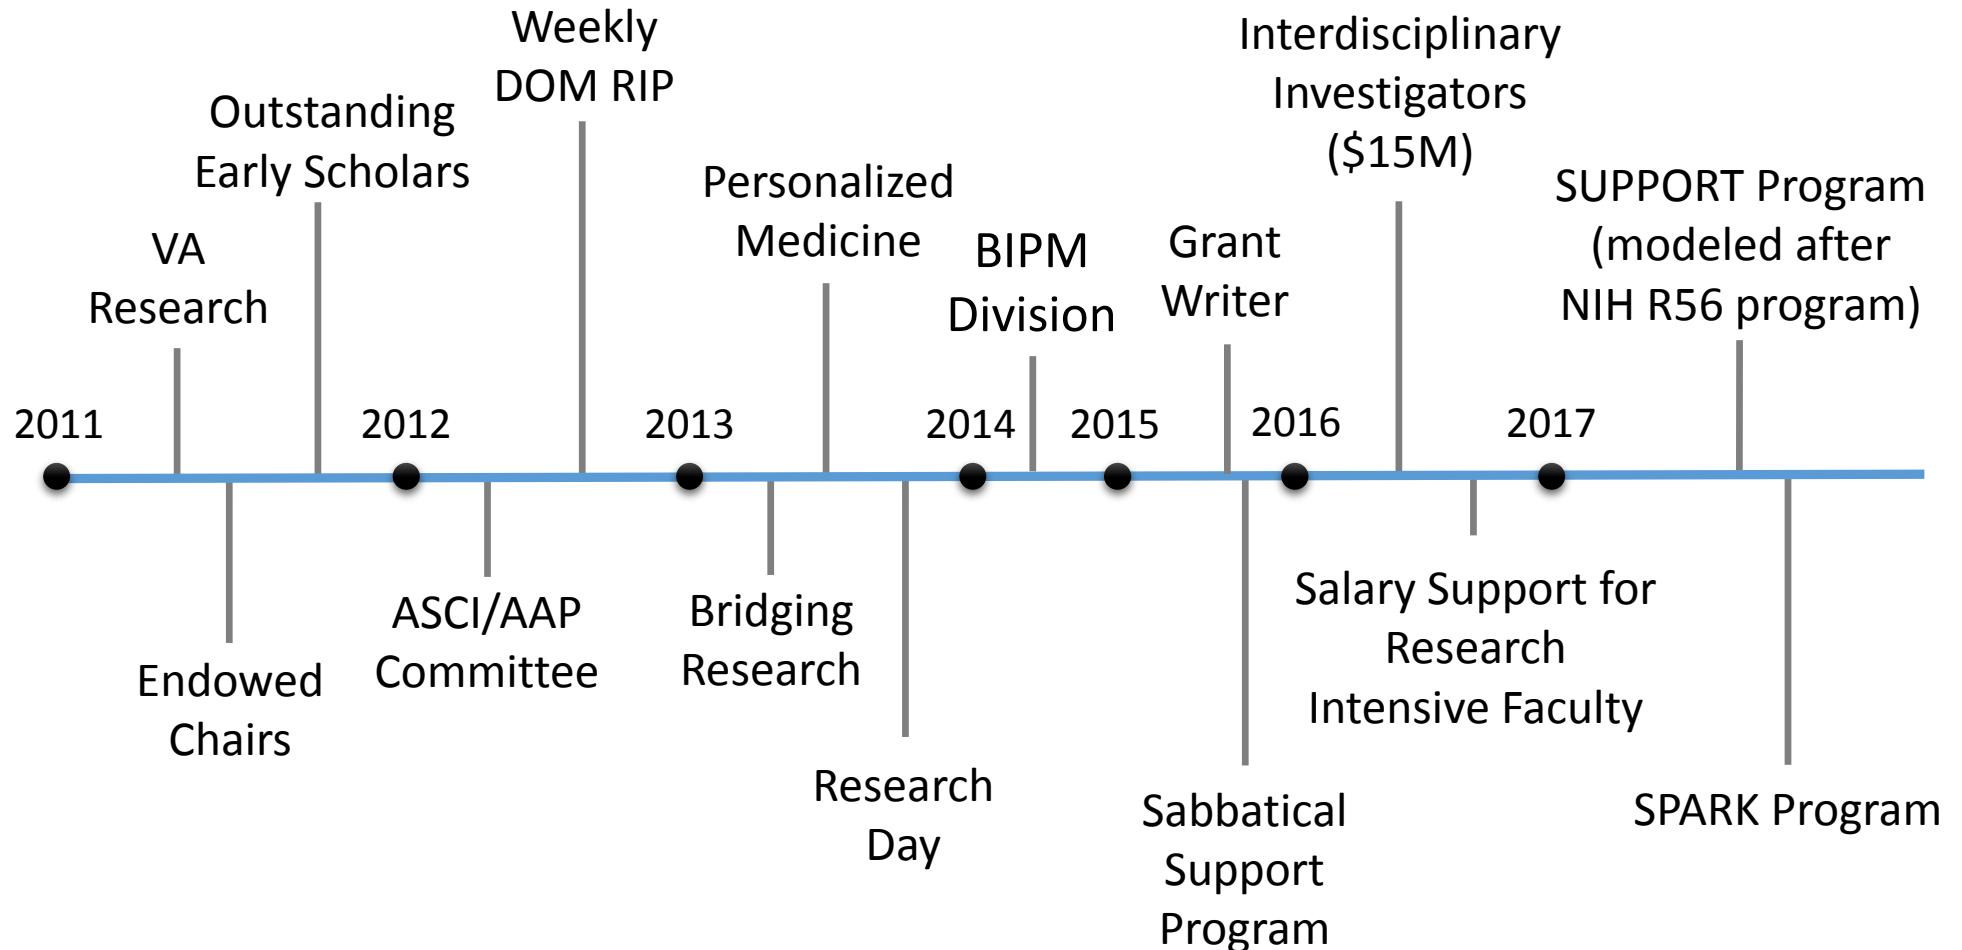 Weekly
DOM RIP
Interdisciplinary
Investigators
($15M)
Outstanding
Early Scholars
Personalized
Medicine
SUPPORT Program
(modeled after
NIH R56 program)
VA
Research
BIPM
Division
Grant
Writer
2011
2012
2013
2014
2015
2016
2017
Endowed
Chairs
ASCI/AAP
Committee
Bridging
Research
Salary Support for
Research
Intensive Faculty
Research
Day
Sabbatical
Support
Program
SPARK Program